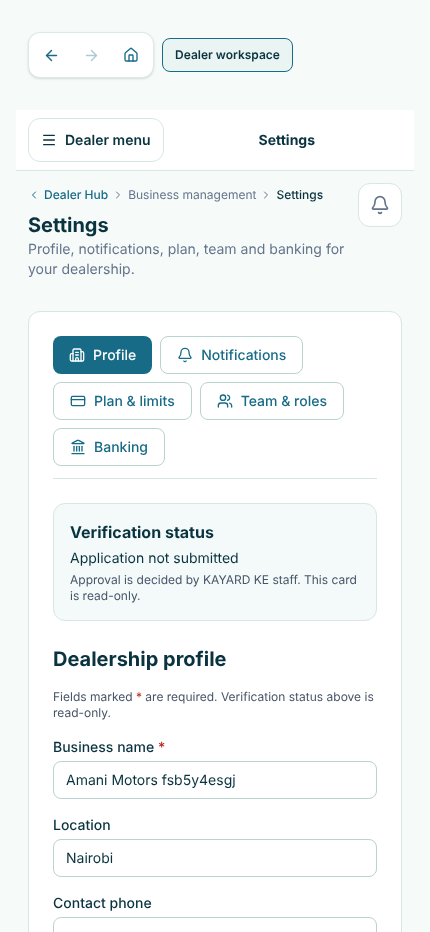 Dealer workspace
Dealer menu
Settings
Dealer Hub
Business management
Settings
Settings
Profile, notifications, plan, team and banking for
your dealership.
Profile
Notifications
Plan & limits
Team & roles
Banking
Verification status
Application not submitted
Approval is decided by KAYARD KE staff. This card
is read-only.
Dealership profile
Fields marked * are required. Verification status above is
read-only.
Business name *
Amani Motors fsb5y4esgj
Location
Nairobi
Contact phone